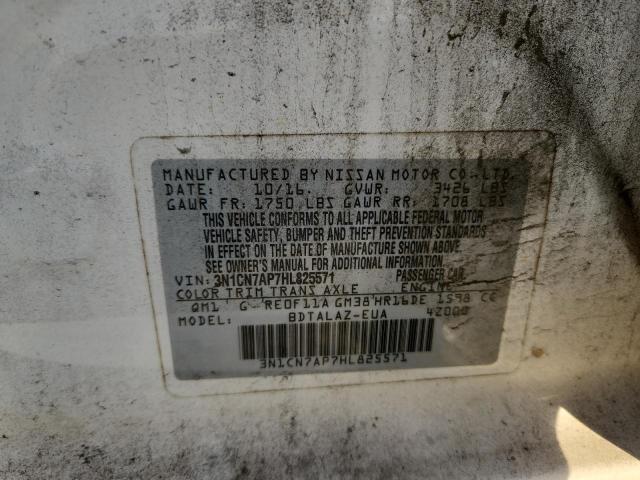 MANUFACTURED BY NISSAN MOTOR CO., LTD.
DATE: 10/16. GVWR: 3426 LBS
GAWR FR: 1750 LBS GAWR RR: 1708 LBS
THIS VEHICLE CONFORMS TO ALL APPLICABLE FEDERAL MOTOR
VEHICLE SAFETY, BUMPER AND THEFT PREVENTION STANDARDS
IN EFFECT ON THE DATE OF MANUFACTURE SHOWN ABOVE.
SEE OWNER'S MANUAL FOR ADDITIONAL INFORMATION.
VIN: 3N1CN7AP7HL825571 PASSENGER CAR
COLOR TRIM TRANS AXLE ENGINE
QM1 G RE0F11A GM38 HR16DE 1598 CC
MODEL: BDTALAZ-EUA 42000
3N1CN7AP7HL825571